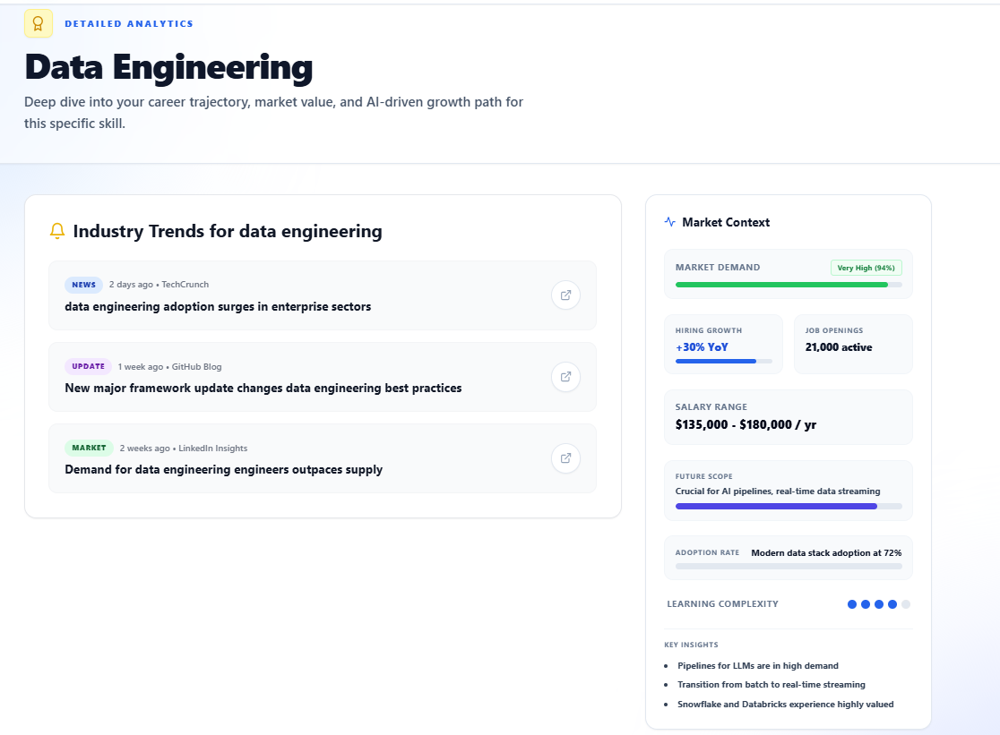 DETAILED ANALYTICS
Data Engineering
Deep dive into your career trajectory, market value, and AI-driven growth path for
this specific skill.
Industry Trends for data engineering
NEWS 2 days ago • TechCrunch
data engineering adoption surges in enterprise sectors
UPDATE 1 week ago • GitHub Blog
New major framework update changes data engineering best practices
MARKET 2 weeks ago • LinkedIn Insights
Demand for data engineering engineers outpaces supply
Market Context
MARKET DEMAND Very High (94%)
HIRING GROWTH
+30% YoY
JOB OPENINGS
21,000 active
SALARY RANGE
$135,000 - $180,000 / yr
FUTURE SCOPE
Crucial for AI pipelines, real-time data streaming
ADOPTION RATE Modern data stack adoption at 72%
LEARNING COMPLEXITY
KEY INSIGHTS
• Pipelines for LLMs are in high demand
• Transition from batch to real-time streaming
• Snowflake and Databricks experience highly valued